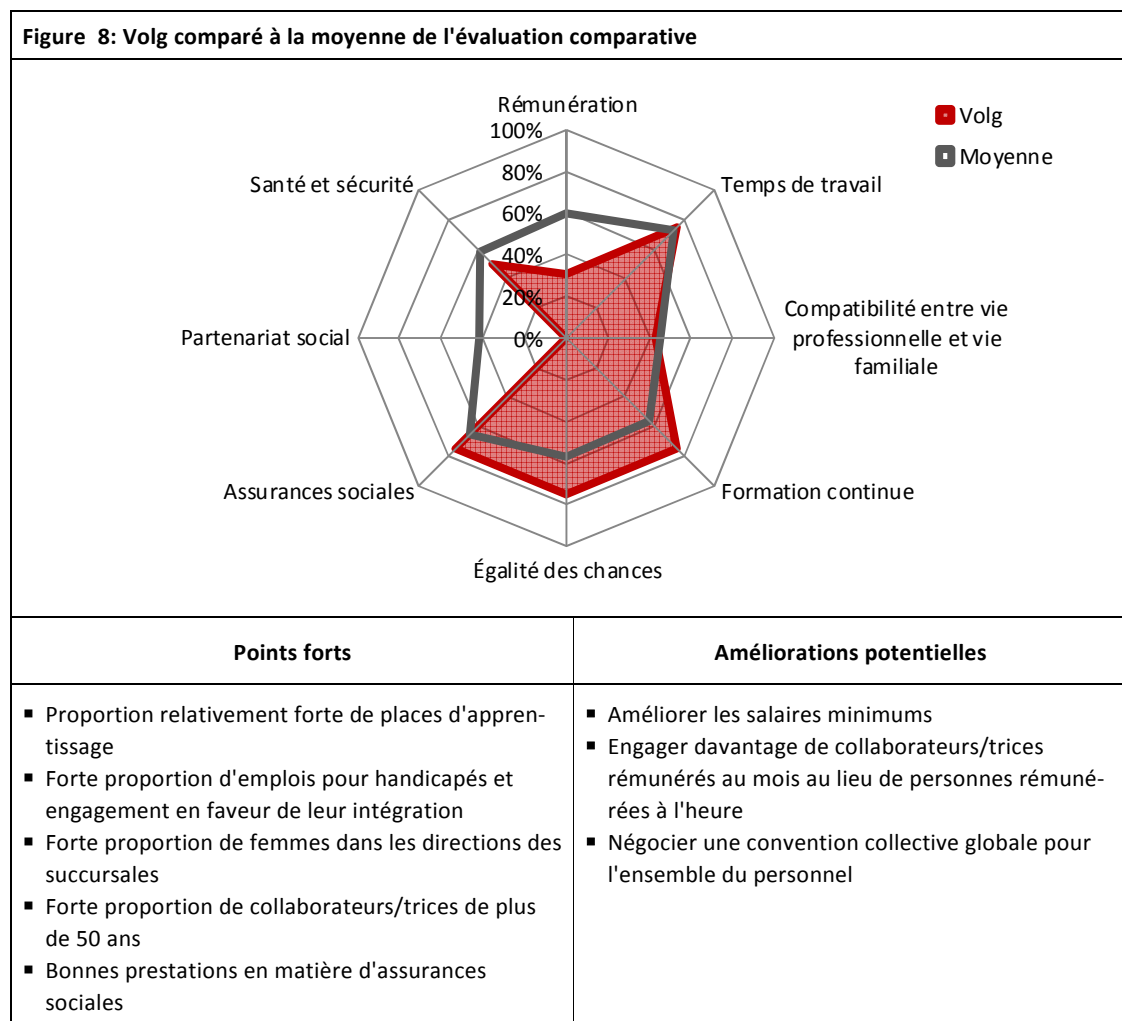 Figure  8: Volg comparé à la moyenne de l'évaluation comparative
Rémunération
Volg
Moyenne
100%
80%
60%
40%
20%
0%
Temps de travail
Compatibilité entre vie
professionnelle et vie
familiale
Formation continue
Égalité des chances
Assurances sociales
Partenariat social
Santé et sécurité
Points forts
▪ Proportion relativement forte de places d'appren-
tissage
▪ Forte proportion d'emplois pour handicapés et
engagement en faveur de leur intégration
▪ Forte proportion de femmes dans les directions des
succursales
▪ Forte proportion de collaborateurs/trices de plus
de 50 ans
▪ Bonnes prestations en matière d'assurances
sociales
Améliorations potentielles
▪ Améliorer les salaires minimums
▪ Engager davantage de collaborateurs/trices
rémunérés au mois au lieu de personnes rémuné-
rées à l'heure
▪ Négocier une convention collective globale pour
l'ensemble du personnel